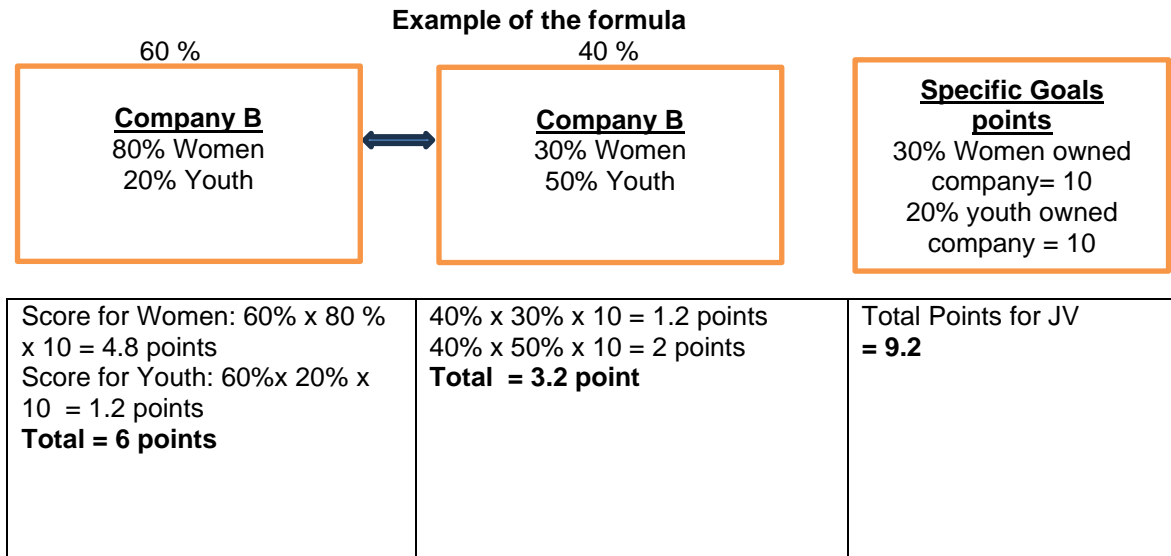 Example of the formula
60 %
40 %
Company B
80% Women
20% Youth
Company B
30% Women
50% Youth
Specific Goals
points
30% Women owned
company= 10
20% youth owned
company = 10
Score for Women: 60% x 80 %
x 10 = 4.8 points
Score for Youth: 60%x 20% x
10  = 1.2 points
Total = 6 points
40% x 30% x 10 = 1.2 points
40% x 50% x 10 = 2 points
Total  = 3.2 point
Total Points for JV
= 9.2